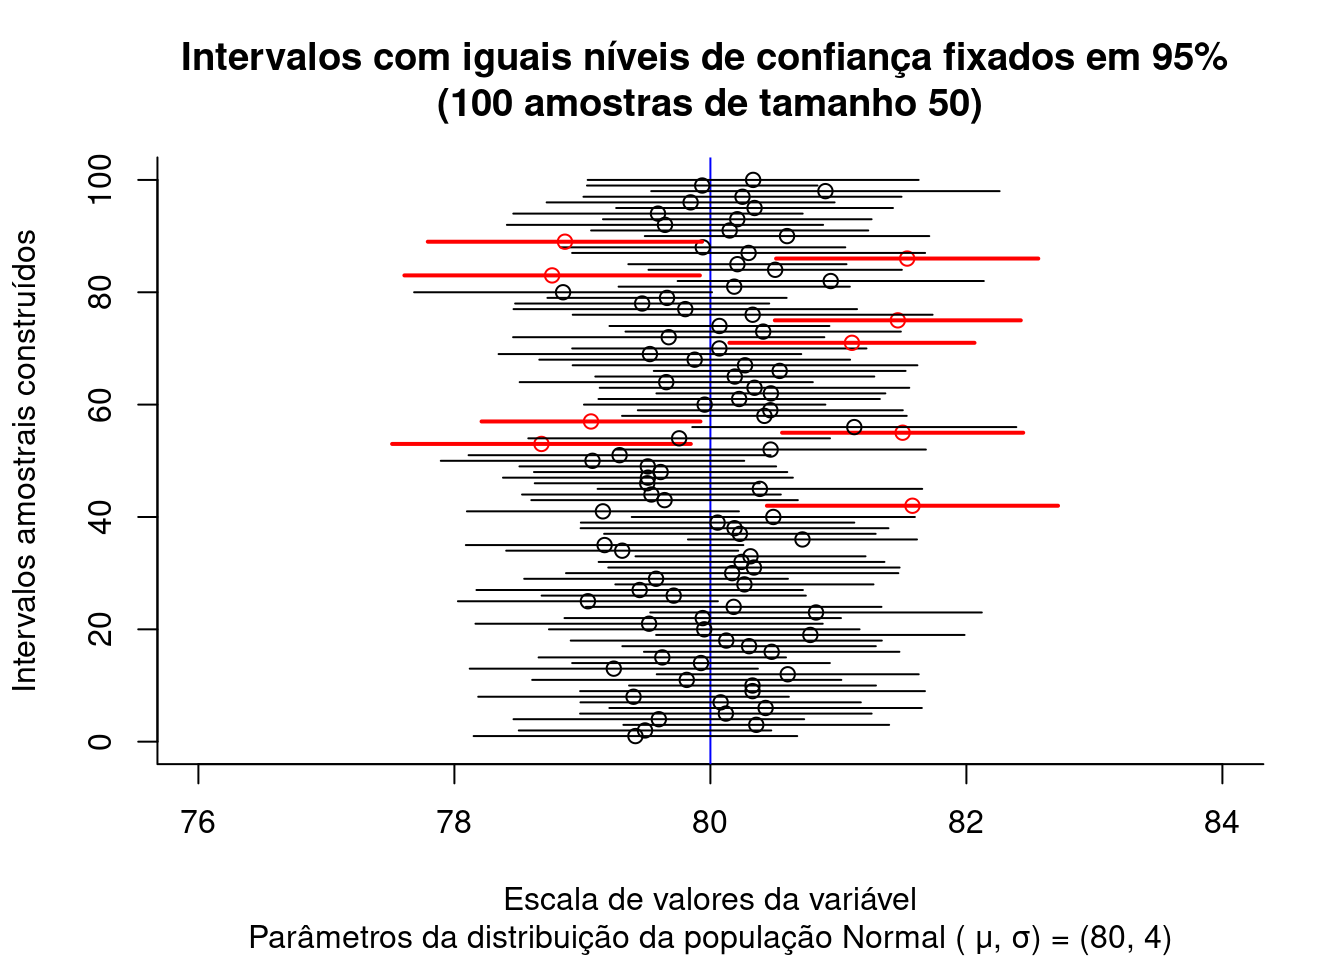 Intervalos com iguais níveis de confiança fixados em 95%
(100 amostras de tamanho 50)
Intervalos amostrais construídos
100
80
60
40
20
0
76 78 80 82 84
Escala de valores da variável
Parâmetros da distribuição da população Normal ( μ, σ) = (80, 4)